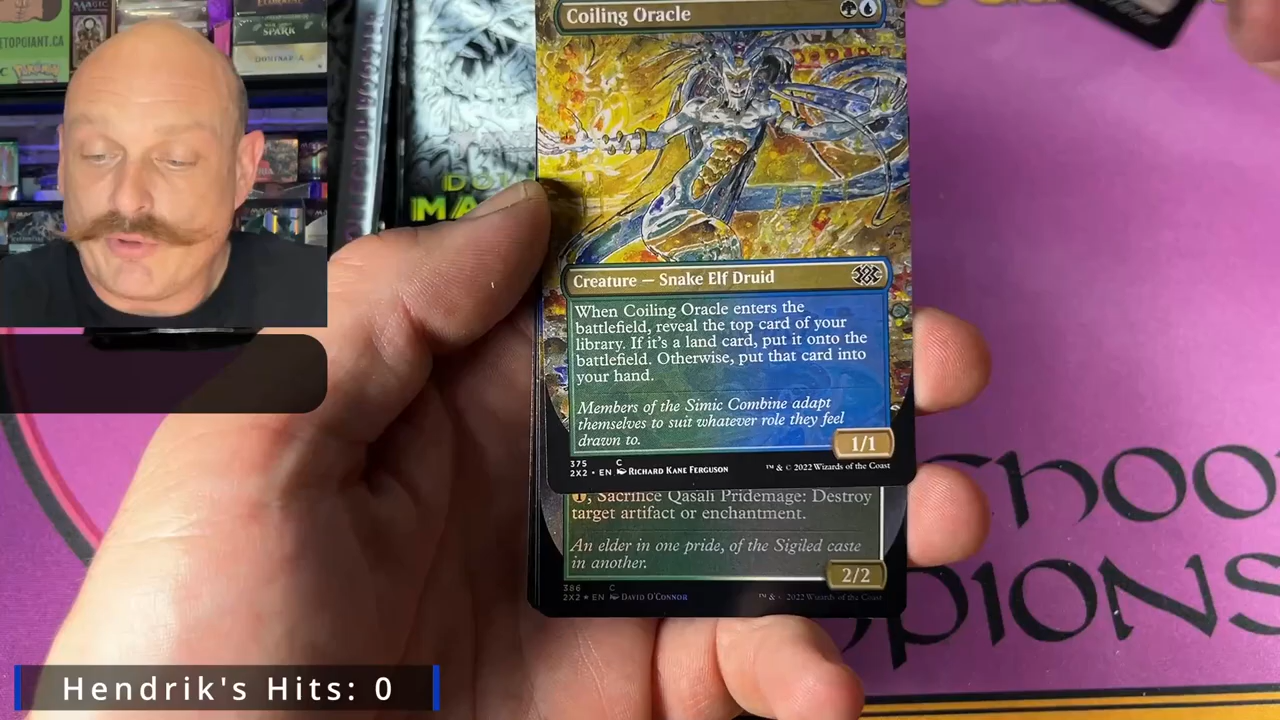 Coiling Oracle
Creature — Snake Elf Druid
When Coiling Oracle enters the
battlefield, reveal the top card of your
library. If it's a land card, put it onto the
battlefield. Otherwise, put that card into
your hand.
Members of the Simic Combine adapt
themselves to suit whatever role they feel
drawn to.
1/1
375 C
2X2 • EN RICHARD KANE FERGUSON
™ & © 2022 Wizards of the Coast
, Sacrifice Qasali Pridemage: Destroy
target artifact or enchantment.
An elder in one pride, of the Sigiled caste
in another.
2/2
386 C
2X2 ★ EN DAVID O'CONNOR
™ & © 2022 Wizards of the Coast
Hendrik's Hits: 0
ETOPGIANT.CA
MAGIC
SPARK